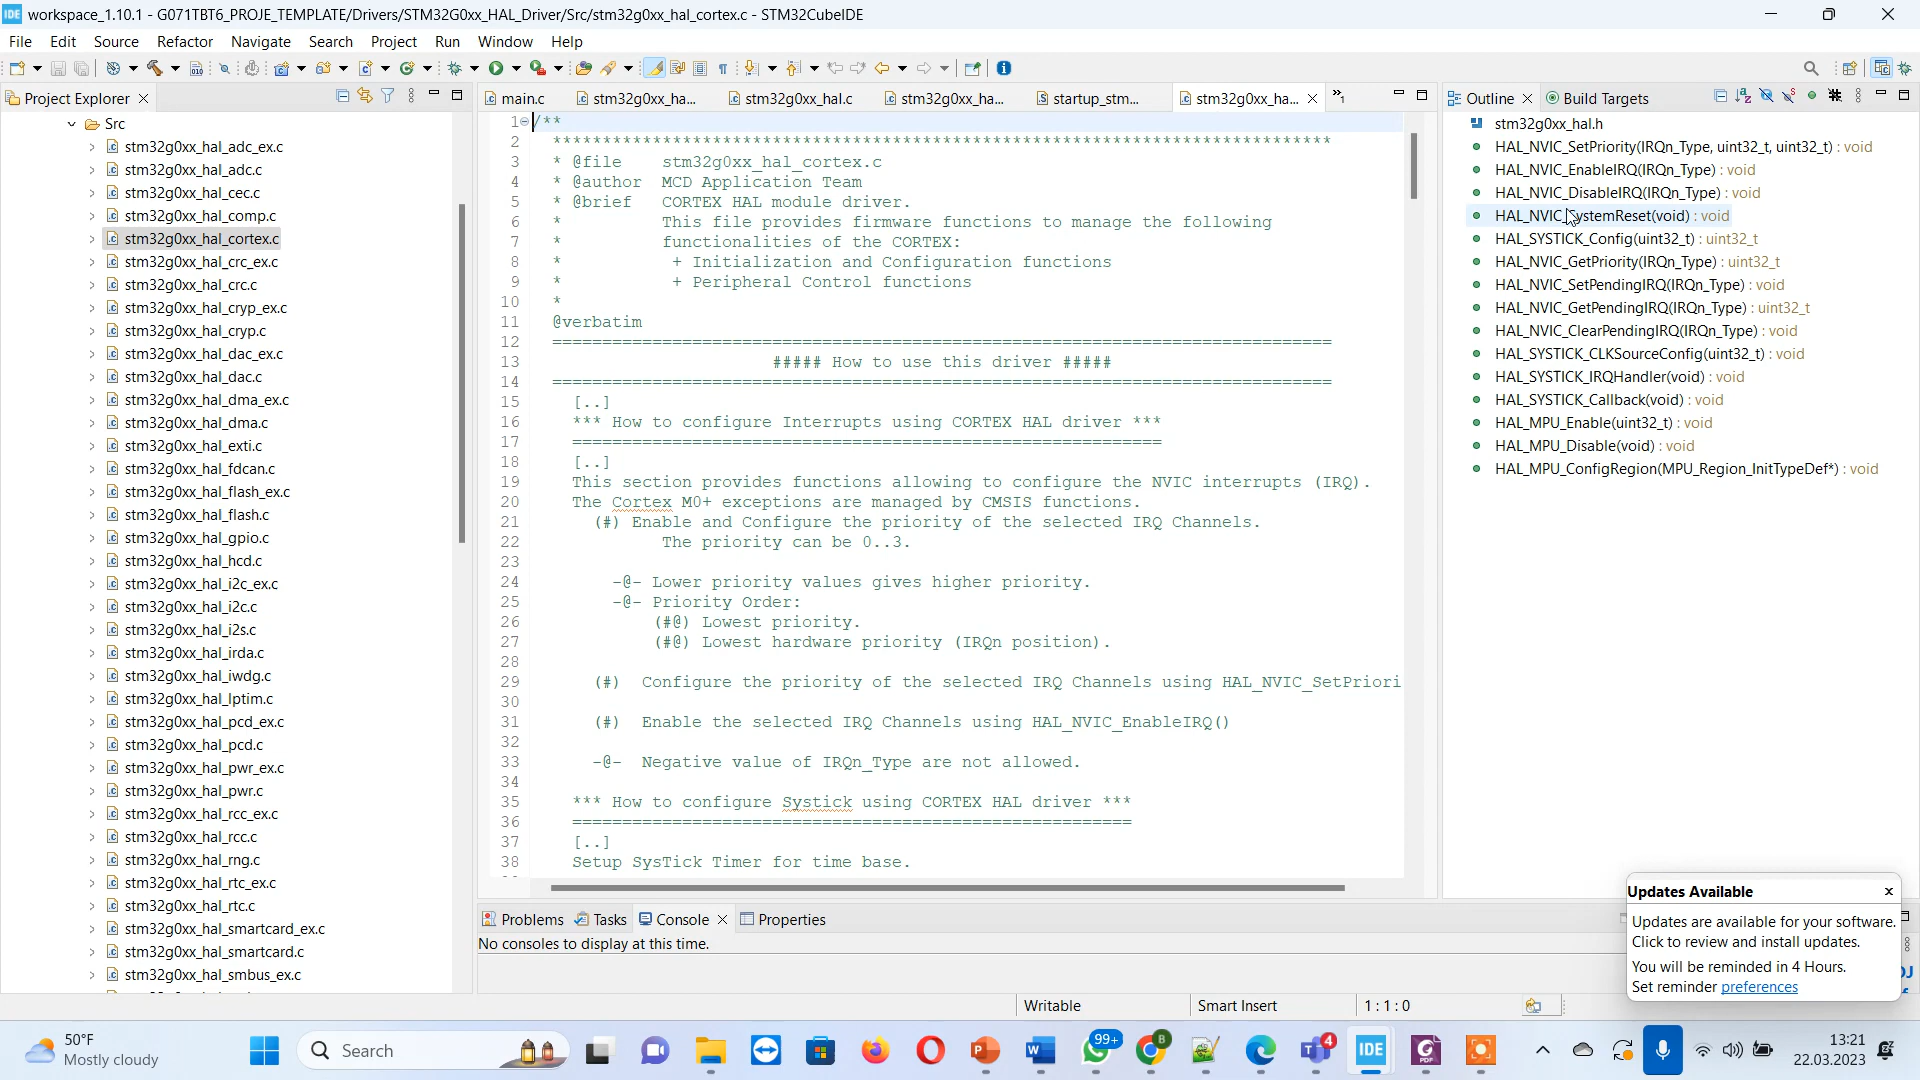 IDE workspace_1.10.1 - G071TBT6_PROJE_TEMPLATE/Drivers/STM32G0xx_HAL_Driver/Src/stm32g0xx_hal_cortex.c - STM32CubeIDE
File Edit Source Refactor Navigate Search Project Run Window Help
Project Explorer
Src
stm32g0xx_hal_adc_ex.c
stm32g0xx_hal_adc.c
stm32g0xx_hal_cec.c
stm32g0xx_hal_comp.c
stm32g0xx_hal_cortex.c
stm32g0xx_hal_crc_ex.c
stm32g0xx_hal_crc.c
stm32g0xx_hal_cryp_ex.c
stm32g0xx_hal_cryp.c
stm32g0xx_hal_dac_ex.c
stm32g0xx_hal_dac.c
stm32g0xx_hal_dma_ex.c
stm32g0xx_hal_dma.c
stm32g0xx_hal_exti.c
stm32g0xx_hal_fdcan.c
stm32g0xx_hal_flash_ex.c
stm32g0xx_hal_flash.c
stm32g0xx_hal_gpio.c
stm32g0xx_hal_hcd.c
stm32g0xx_hal_i2c_ex.c
stm32g0xx_hal_i2c.c
stm32g0xx_hal_i2s.c
stm32g0xx_hal_irda.c
stm32g0xx_hal_iwdg.c
stm32g0xx_hal_lptim.c
stm32g0xx_hal_pcd_ex.c
stm32g0xx_hal_pcd.c
stm32g0xx_hal_pwr_ex.c
stm32g0xx_hal_pwr.c
stm32g0xx_hal_rcc_ex.c
stm32g0xx_hal_rcc.c
stm32g0xx_hal_rng.c
stm32g0xx_hal_rtc_ex.c
stm32g0xx_hal_rtc.c
stm32g0xx_hal_smartcard_ex.c
stm32g0xx_hal_smartcard.c
stm32g0xx_hal_smbus_ex.c
main.c stm32g0xx_ha... stm32g0xx_hal.c stm32g0xx_ha... startup_stm... stm32g0xx_ha... »1
1 /**
2 ******************************************************************************
3 * @file stm32g0xx_hal_cortex.c
4 * @author MCD Application Team
5 * @brief CORTEX HAL module driver.
6 * This file provides firmware functions to manage the following
7 * functionalities of the CORTEX:
8 * + Initialization and Configuration functions
9 * + Peripheral Control functions
10 *
11 @verbatim
12 ==============================================================================
13 ##### How to use this driver #####
14 ==============================================================================
15 [..]
16 *** How to configure Interrupts using CORTEX HAL driver ***
17 ===========================================================
18 [..]
19 This section provides functions allowing to configure the NVIC interrupts (IRQ).
20 The Cortex M0+ exceptions are managed by CMSIS functions.
21 (#) Enable and Configure the priority of the selected IRQ Channels.
22 The priority can be 0..3.
23
24 -@- Lower priority values gives higher priority.
25 -@- Priority Order:
26 (#@) Lowest priority.
27 (#@) Lowest hardware priority (IRQn position).
28
29 (#) Configure the priority of the selected IRQ Channels using HAL_NVIC_SetPriori
30
31 (#) Enable the selected IRQ Channels using HAL_NVIC_EnableIRQ()
32
33 -@- Negative value of IRQn_Type are not allowed.
34
35 *** How to configure Systick using CORTEX HAL driver ***
36 ========================================================
37 [..]
38 Setup SysTick Timer for time base.
Outline Build Targets
stm32g0xx_hal.h
HAL_NVIC_SetPriority(IRQn_Type, uint32_t, uint32_t) : void
HAL_NVIC_EnableIRQ(IRQn_Type) : void
HAL_NVIC_DisableIRQ(IRQn_Type) : void
HAL_NVIC_SystemReset(void) : void
HAL_SYSTICK_Config(uint32_t) : uint32_t
HAL_NVIC_GetPriority(IRQn_Type) : uint32_t
HAL_NVIC_SetPendingIRQ(IRQn_Type) : void
HAL_NVIC_GetPendingIRQ(IRQn_Type) : uint32_t
HAL_NVIC_ClearPendingIRQ(IRQn_Type) : void
HAL_SYSTICK_CLKSourceConfig(uint32_t) : void
HAL_SYSTICK_IRQHandler(void) : void
HAL_SYSTICK_Callback(void) : void
HAL_MPU_Enable(uint32_t) : void
HAL_MPU_Disable(void) : void
HAL_MPU_ConfigRegion(MPU_Region_InitTypeDef*) : void
Problems Tasks Console Properties
No consoles to display at this time.
Updates Available
Updates are available for your software.
Click to review and install updates.
You will be reminded in 4 Hours.
Set reminder preferences
Writable Smart Insert 1 : 1 : 0
50°F
Mostly cloudy
Search
99+
B
4
IDE
PDF
13:21
22.03.2023